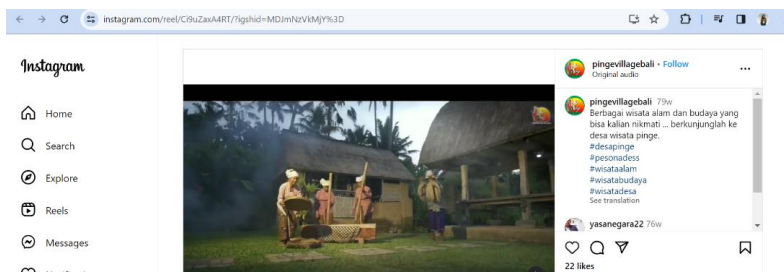 instagram.com/reel/Ci9uZaxA4RT/?igshid=MDJmNzVkMjY%3D
Instagram
Home
Search
Explore
Reels
Messages
pingevillagebali • Follow
Original audio
pingevillagebali 79w
Berbagai wisata alam dan budaya yang
bisa kalian nikmati ... berkunjunglah ke
desa wisata pinge.
#desapinge
#pesonadess
#wisataalam
#wisatabudaya
#wisatadesa
See translation
yasanegara22 76w
22 likes